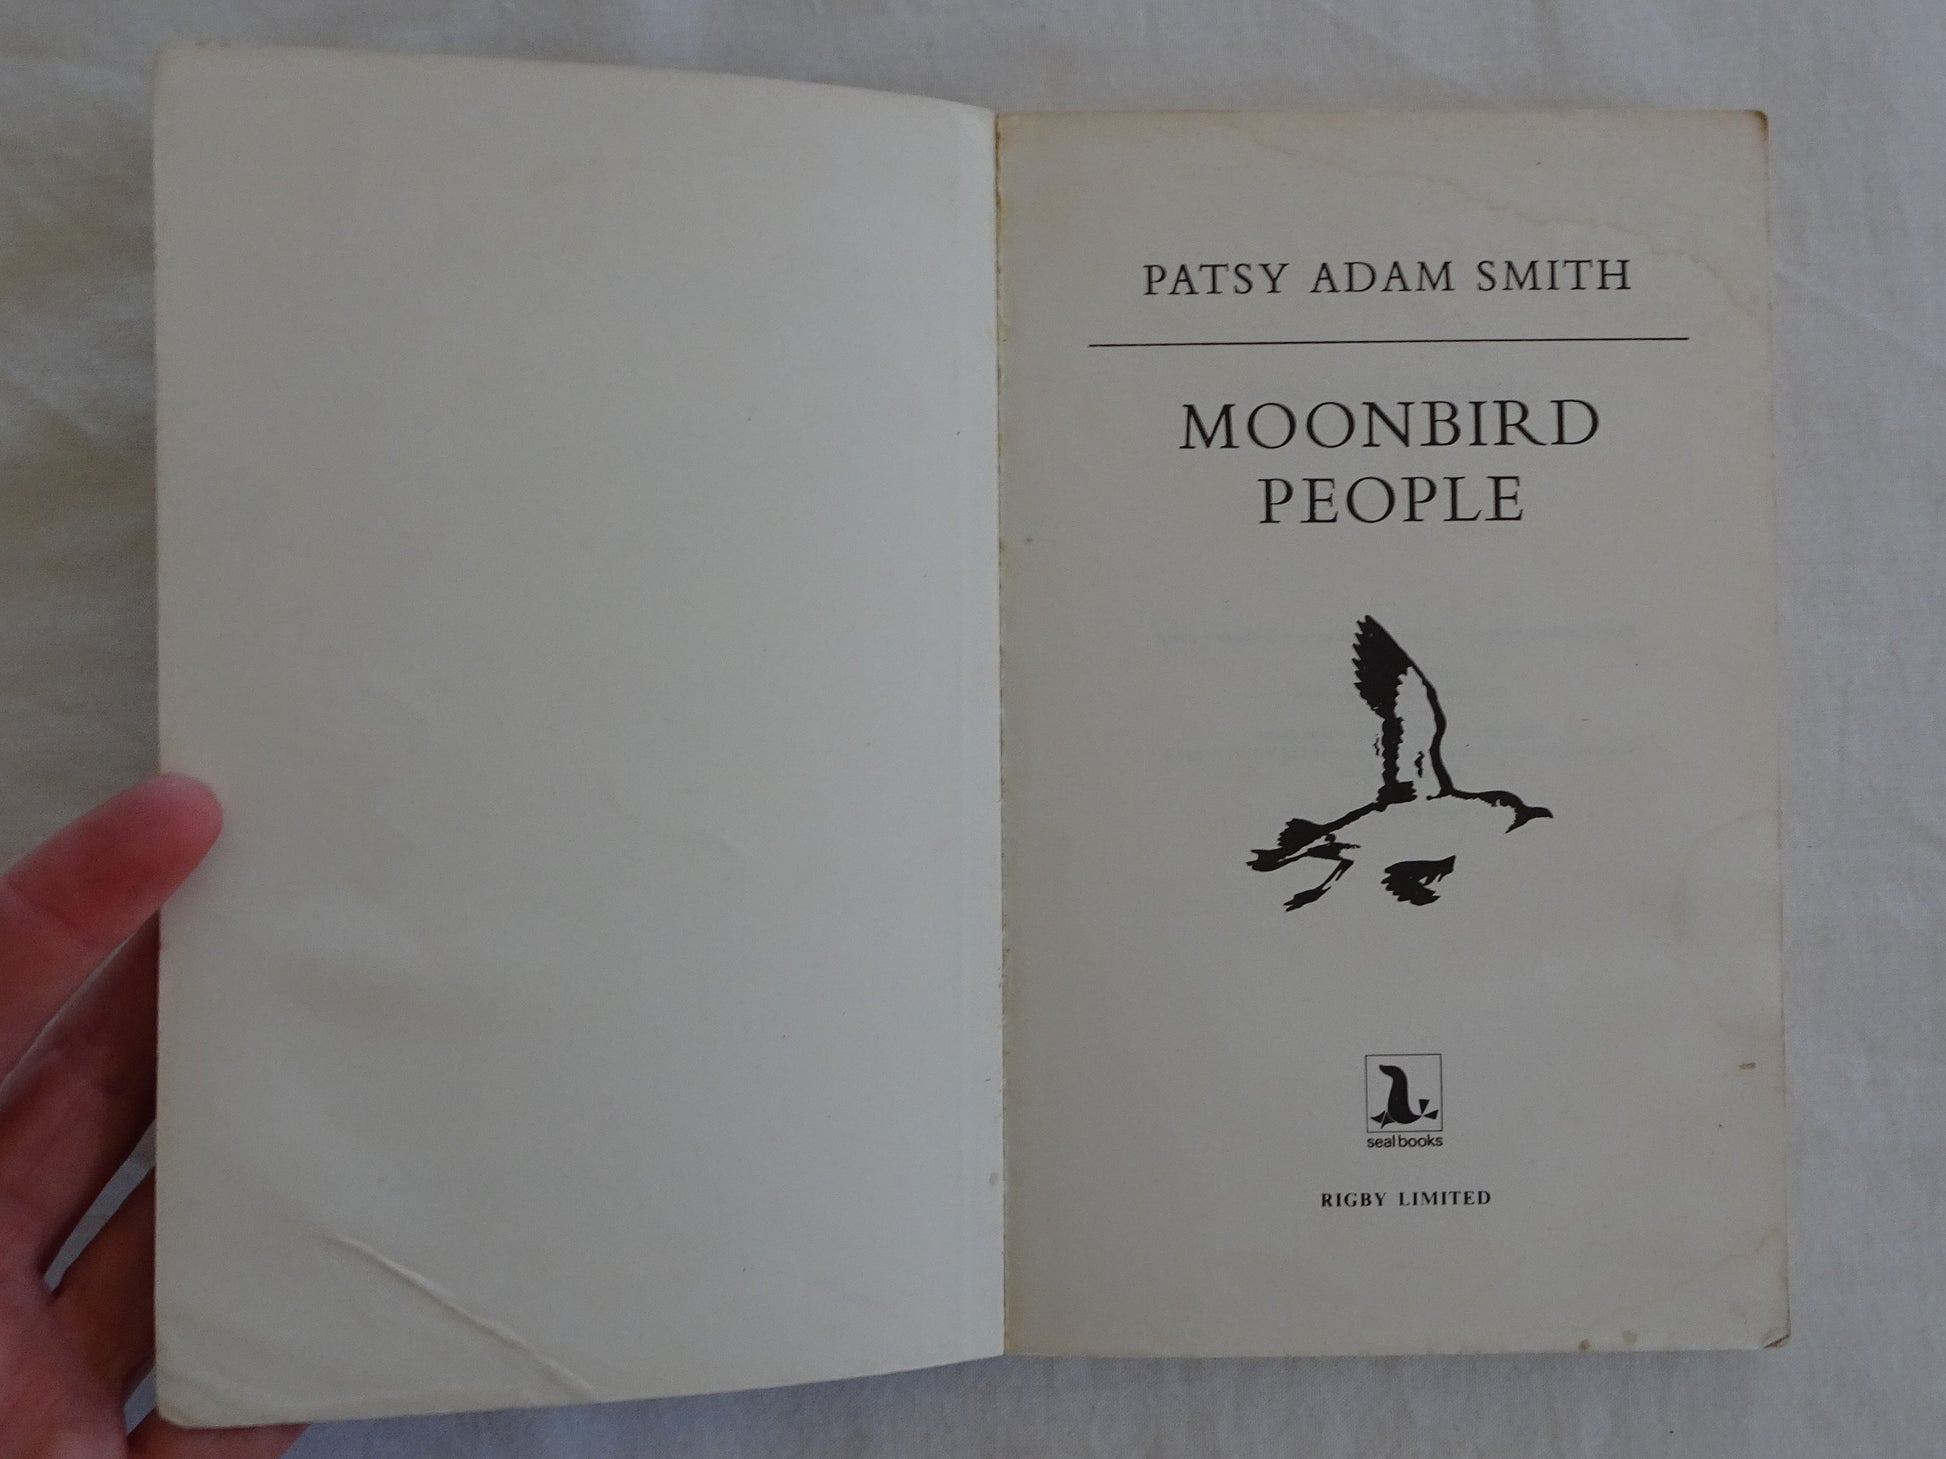 PATSY ADAM SMITH
MOONBIRD
PEOPLE
seal books
RIGBY LIMITED